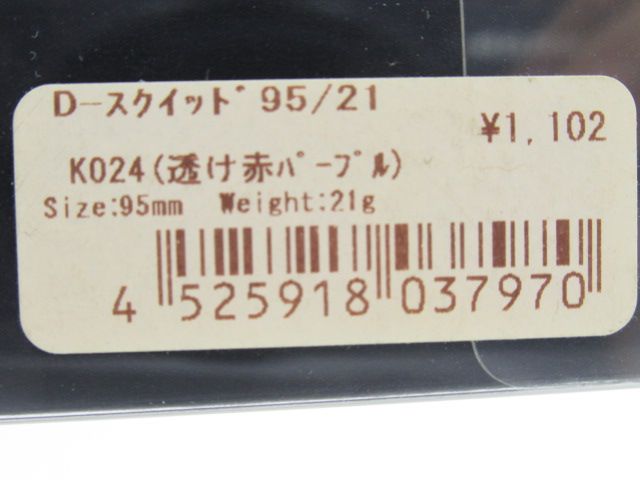 D-スクイッド 95/21
¥1,102
K024(透け赤パープル)
Size:95mm Weight:21g
4 525918 037970